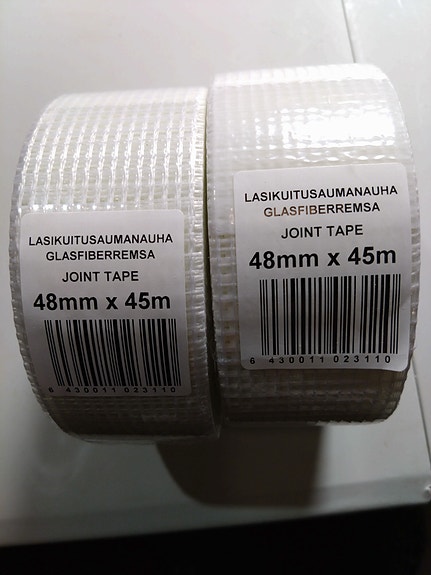 LASIKUITUSAUMANAUHA
GLASFIBERREMSA
JOINT TAPE
48mm x 45m
6 430011 023110
LASIKUITUSAUMANAUHA
GLASFIBERREMSA
JOINT TAPE
48mm x 45m
6 430011 023110